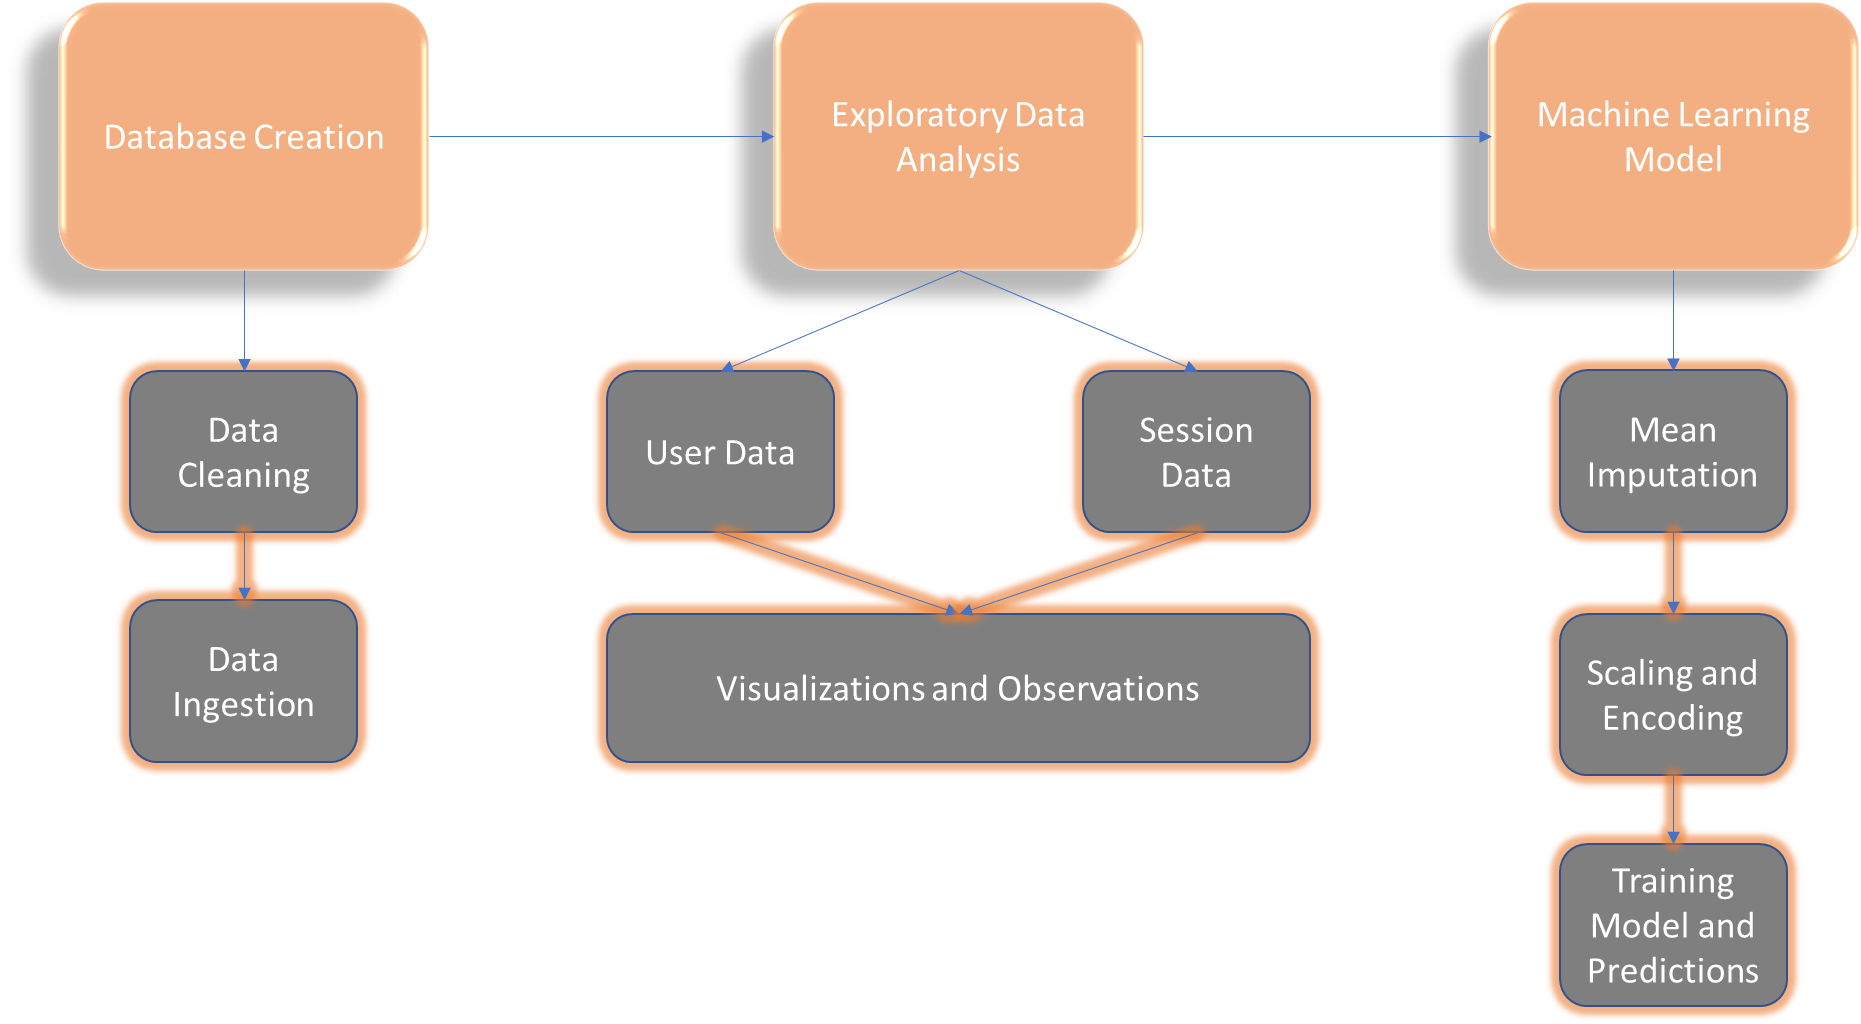 Database Creation
Exploratory Data
Analysis
Machine Learning
Model
Data
Cleaning
User Data
Session
Data
Mean
Imputation
Data
Ingestion
Visualizations and Observations
Scaling and
Encoding
Training
Model and
Predictions